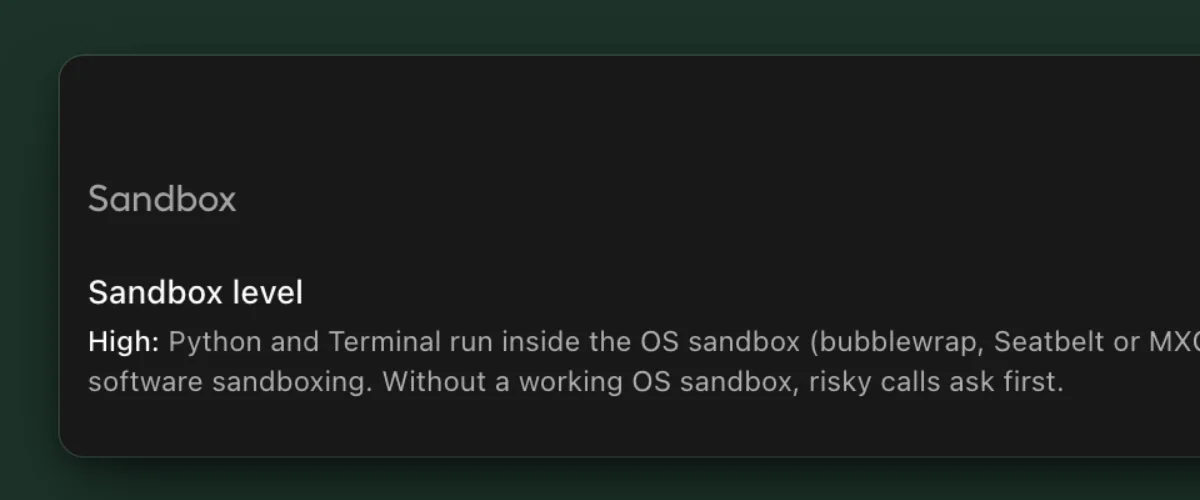 Sandbox
Sandbox level
High: Python and Terminal run inside the OS sandbox (bubblewrap, Seatbelt or
software sandboxing. Without a working OS sandbox, risky calls ask first.